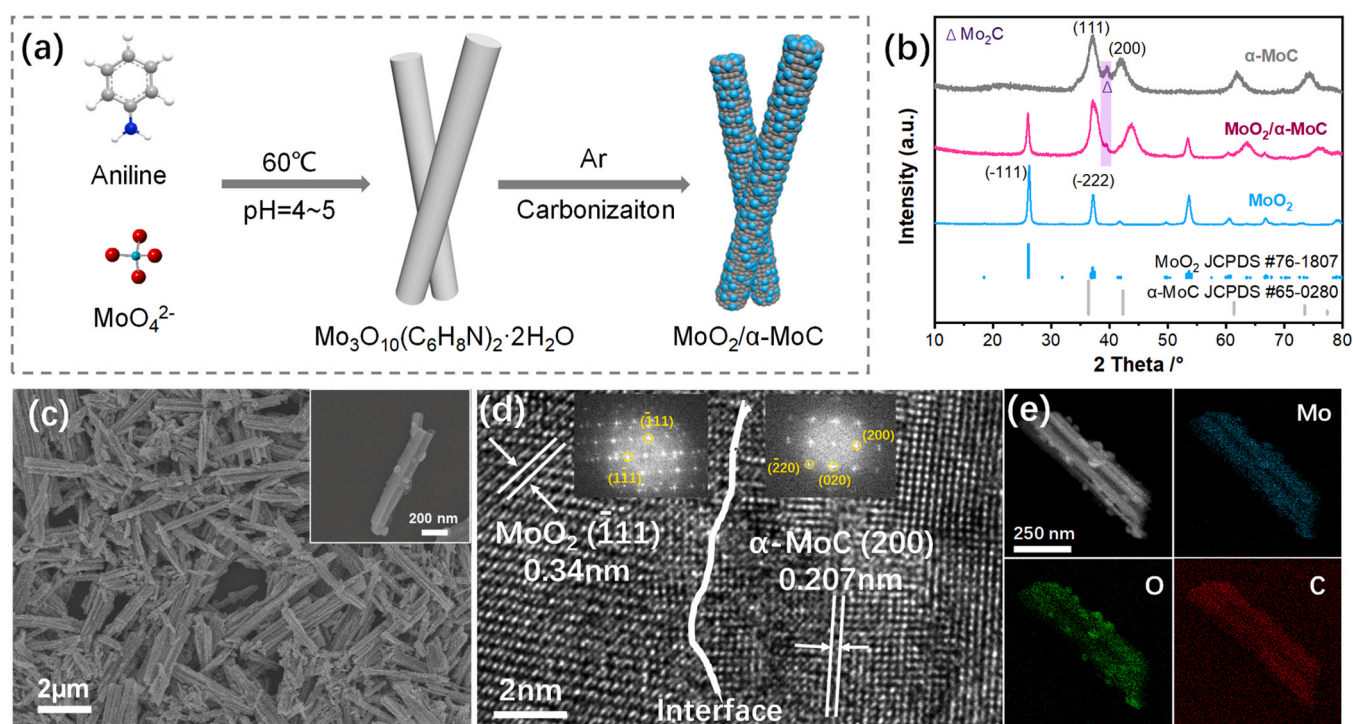 (a)
Aniline
MoO₄²⁻
60℃
pH=4~5
Mo₃O₁₀(C₆H₈N)₂·2H₂O
Ar
Carbonizaiton
MoO₂/α-MoC
(b)
Δ Mo₂C
(111)
(200)
α-MoC
Δ
MoO₂/α-MoC
(-111)
(-222)
MoO₂
MoO₂ JCPDS #76-1807
α-MoC JCPDS #65-0280
Intensity (a.u.)
10 20 30 40 50 60 70 80
2 Theta /°
(c)
200 nm
2μm
(d)
(1̅11)
(11̅1)
(200)
(2̅20)
(020)
MoO₂ (1̅11)
0.34nm
α-MoC (200)
0.207nm
2nm
Interface
(e)
250 nm
Mo
O
C